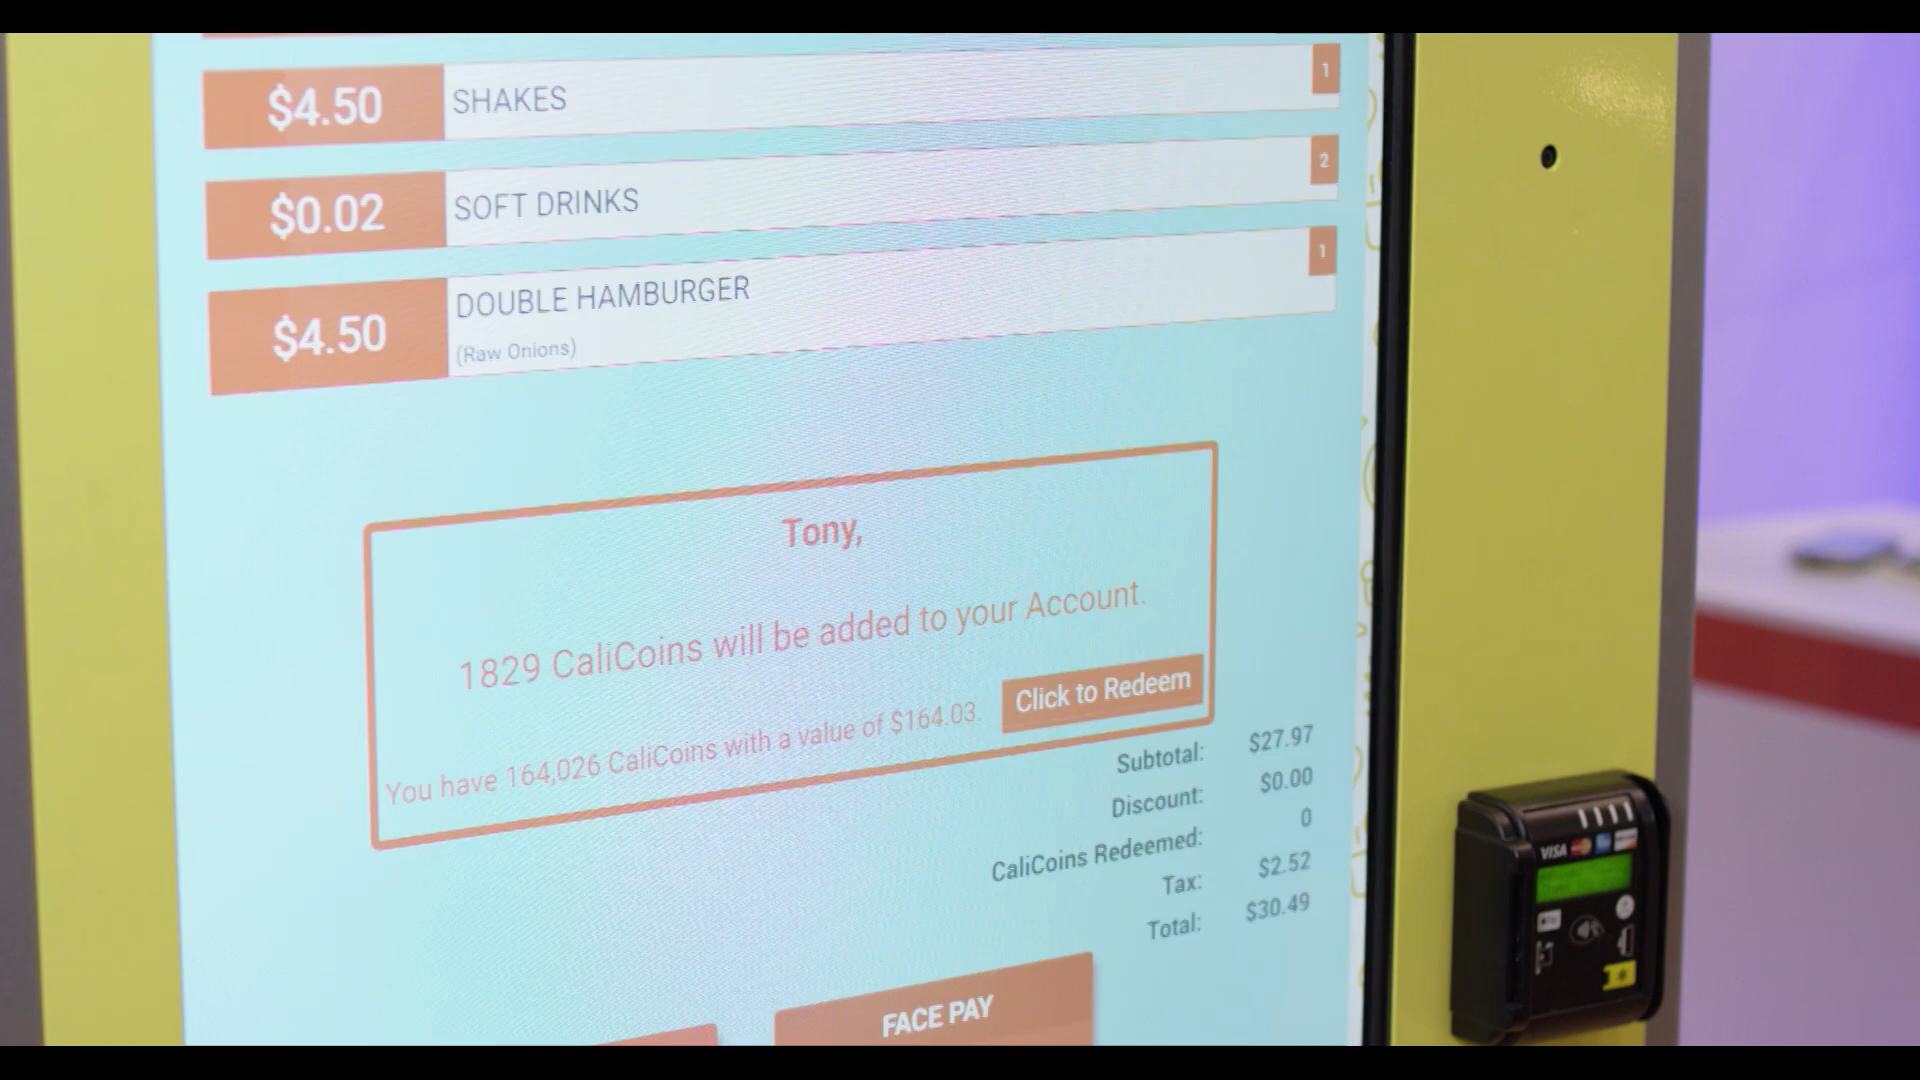 $4.50 SHAKES 1
$0.02 SOFT DRINKS 2
$4.50 DOUBLE HAMBURGER 1
(Raw Onions)
Tony,
1829 CaliCoins will be added to your Account.
You have 164,026 CaliCoins with a value of $164.03.
Click to Redeem
Subtotal: $27.97
Discount: $0.00
CaliCoins Redeemed: 0
Tax: $2.52
Total: $30.49
FACE PAY
VISA